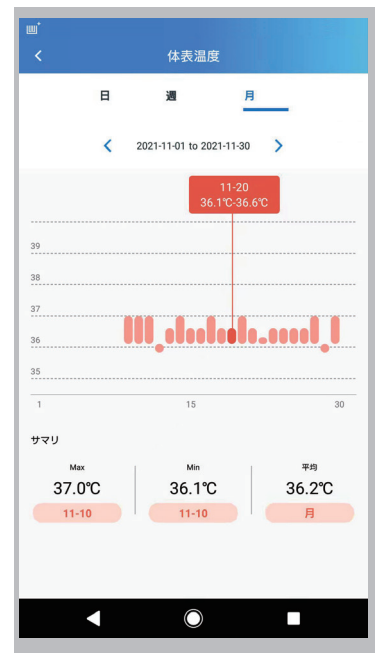 体表温度
日 週 月
2021-11-01 to 2021-11-30
11-20
36.1℃-36.6℃
39
38
37
36
35
1 15 30
サマリ
Max Min 平均
37.0℃ 36.1℃ 36.2℃
11-10 11-10 月